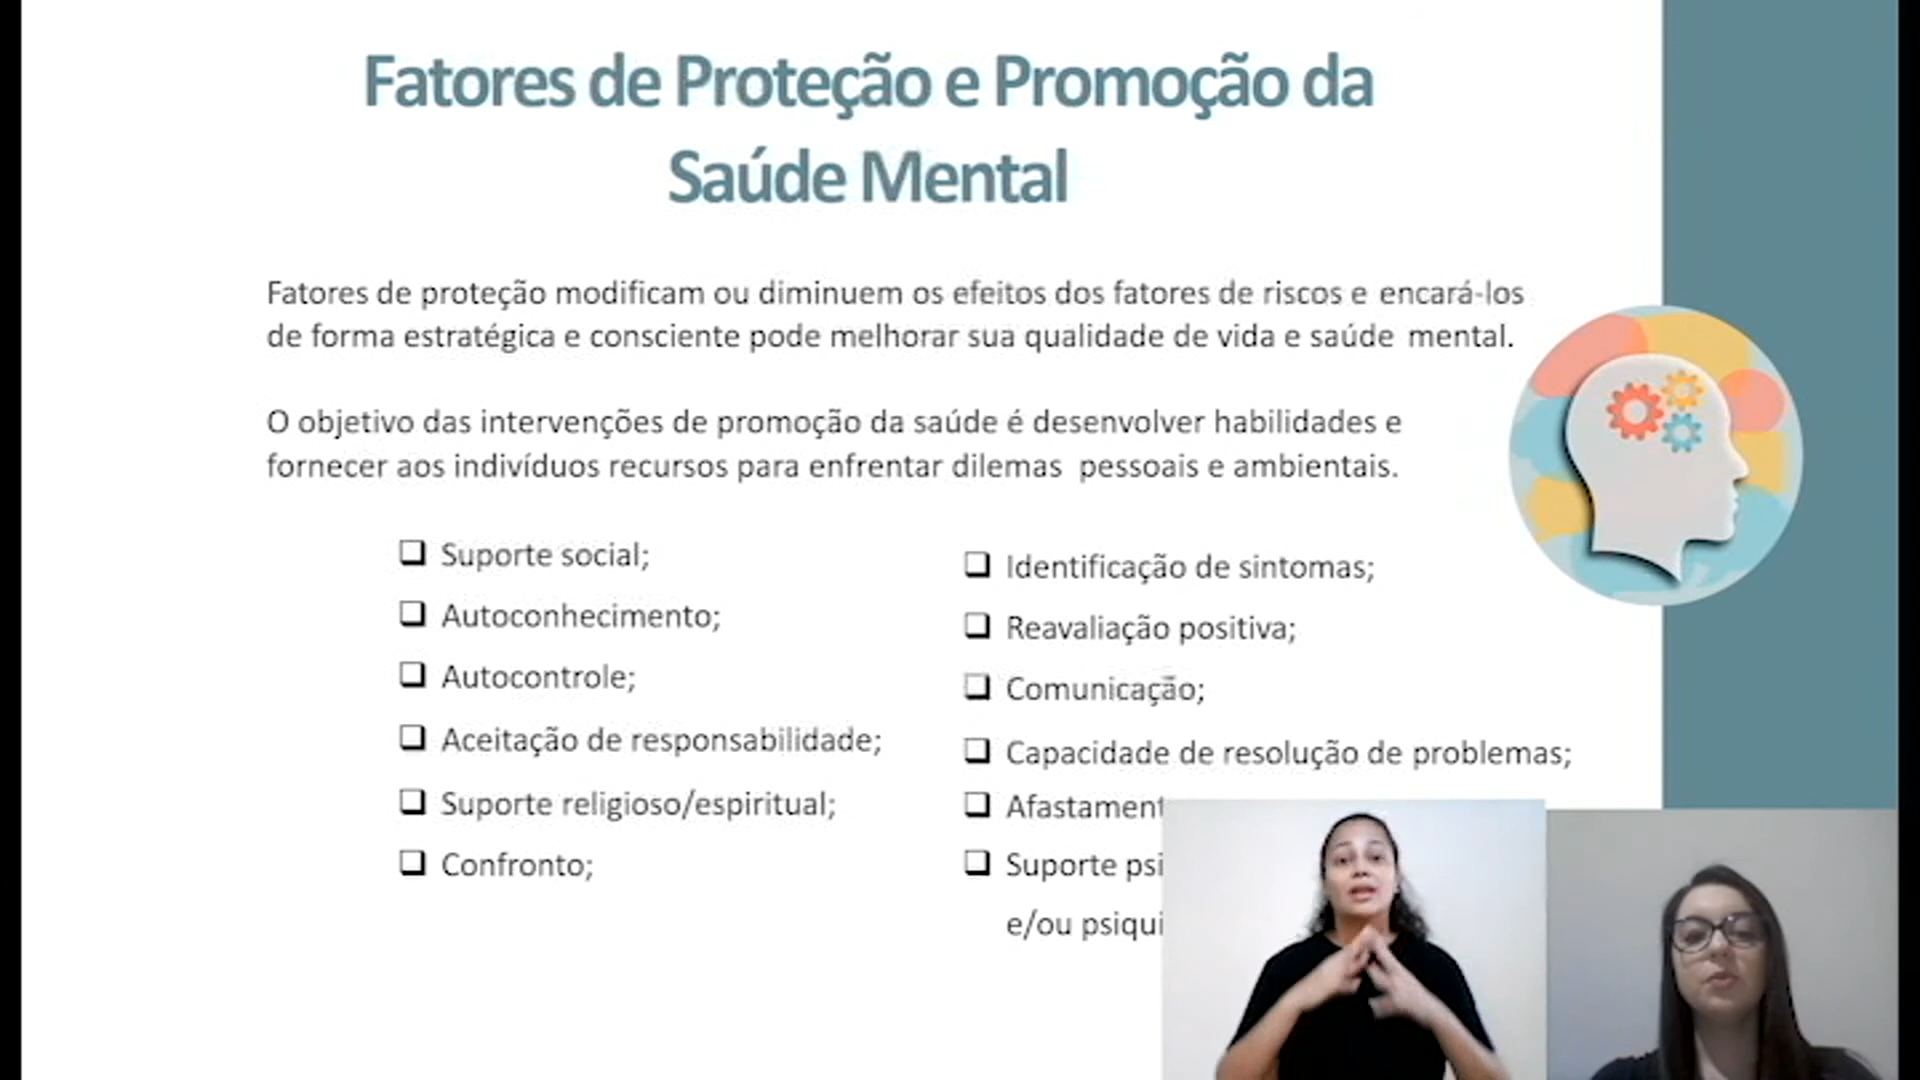 Fatores de Proteção e Promoção da
Saúde Mental
Fatores de proteção modificam ou diminuem os efeitos dos fatores de riscos e encará-los
de forma estratégica e consciente pode melhorar sua qualidade de vida e saúde mental.
O objetivo das intervenções de promoção da saúde é desenvolver habilidades e
fornecer aos indivíduos recursos para enfrentar dilemas pessoais e ambientais.
Suporte social;
Autoconhecimento;
Autocontrole;
Aceitação de responsabilidade;
Suporte religioso/espiritual;
Confronto;
Identificação de sintomas;
Reavaliação positiva;
Comunicação;
Capacidade de resolução de problemas;
Suporte
e/ou